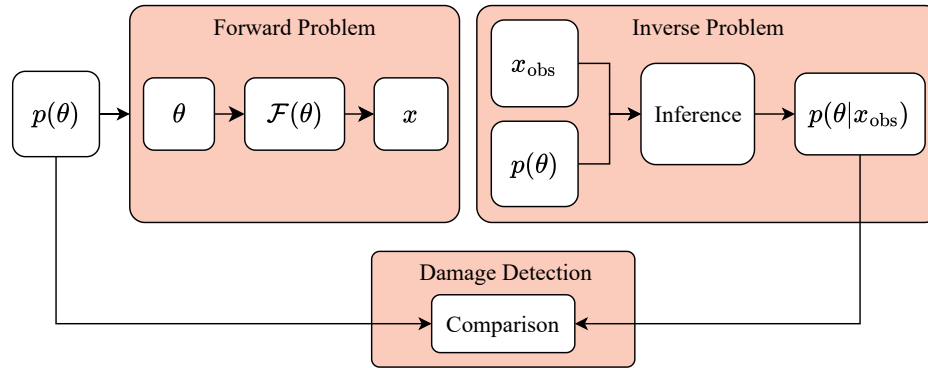 Forward Problem
Inverse Problem
p(θ)
θ
F(θ)
x
x_obs
p(θ)
Inference
p(θ|x_obs)
Damage Detection
Comparison